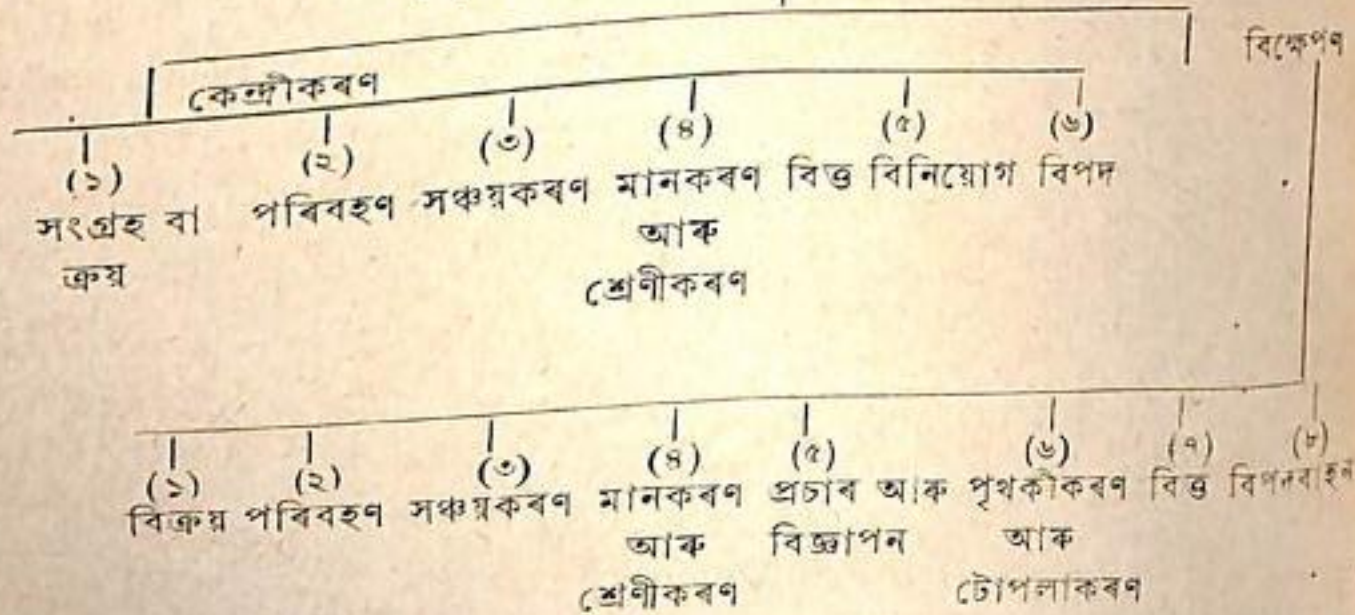 কেন্দ্ৰীকৰণ
বিক্ষেপণ
(১) (২) (৩) (৪) (৫) (৬)
সংগ্ৰহ বা পৰিবহণ সঞ্চয়কৰণ মানকৰণ বিত্ত বিনিয়োগ বিপদ
ক্ৰয় আৰু
শ্ৰেণীকৰণ
(১) (২) (৩) (৪) (৫) (৬) (৭) (৮)
বিক্ৰয় পৰিবহণ সঞ্চয়কৰণ মানকৰণ প্ৰচাৰ আৰু পৃথকীকৰণ বিত্ত
আৰু বিজ্ঞাপন আৰু
শ্ৰেণীকৰণ টোপলাকৰণ